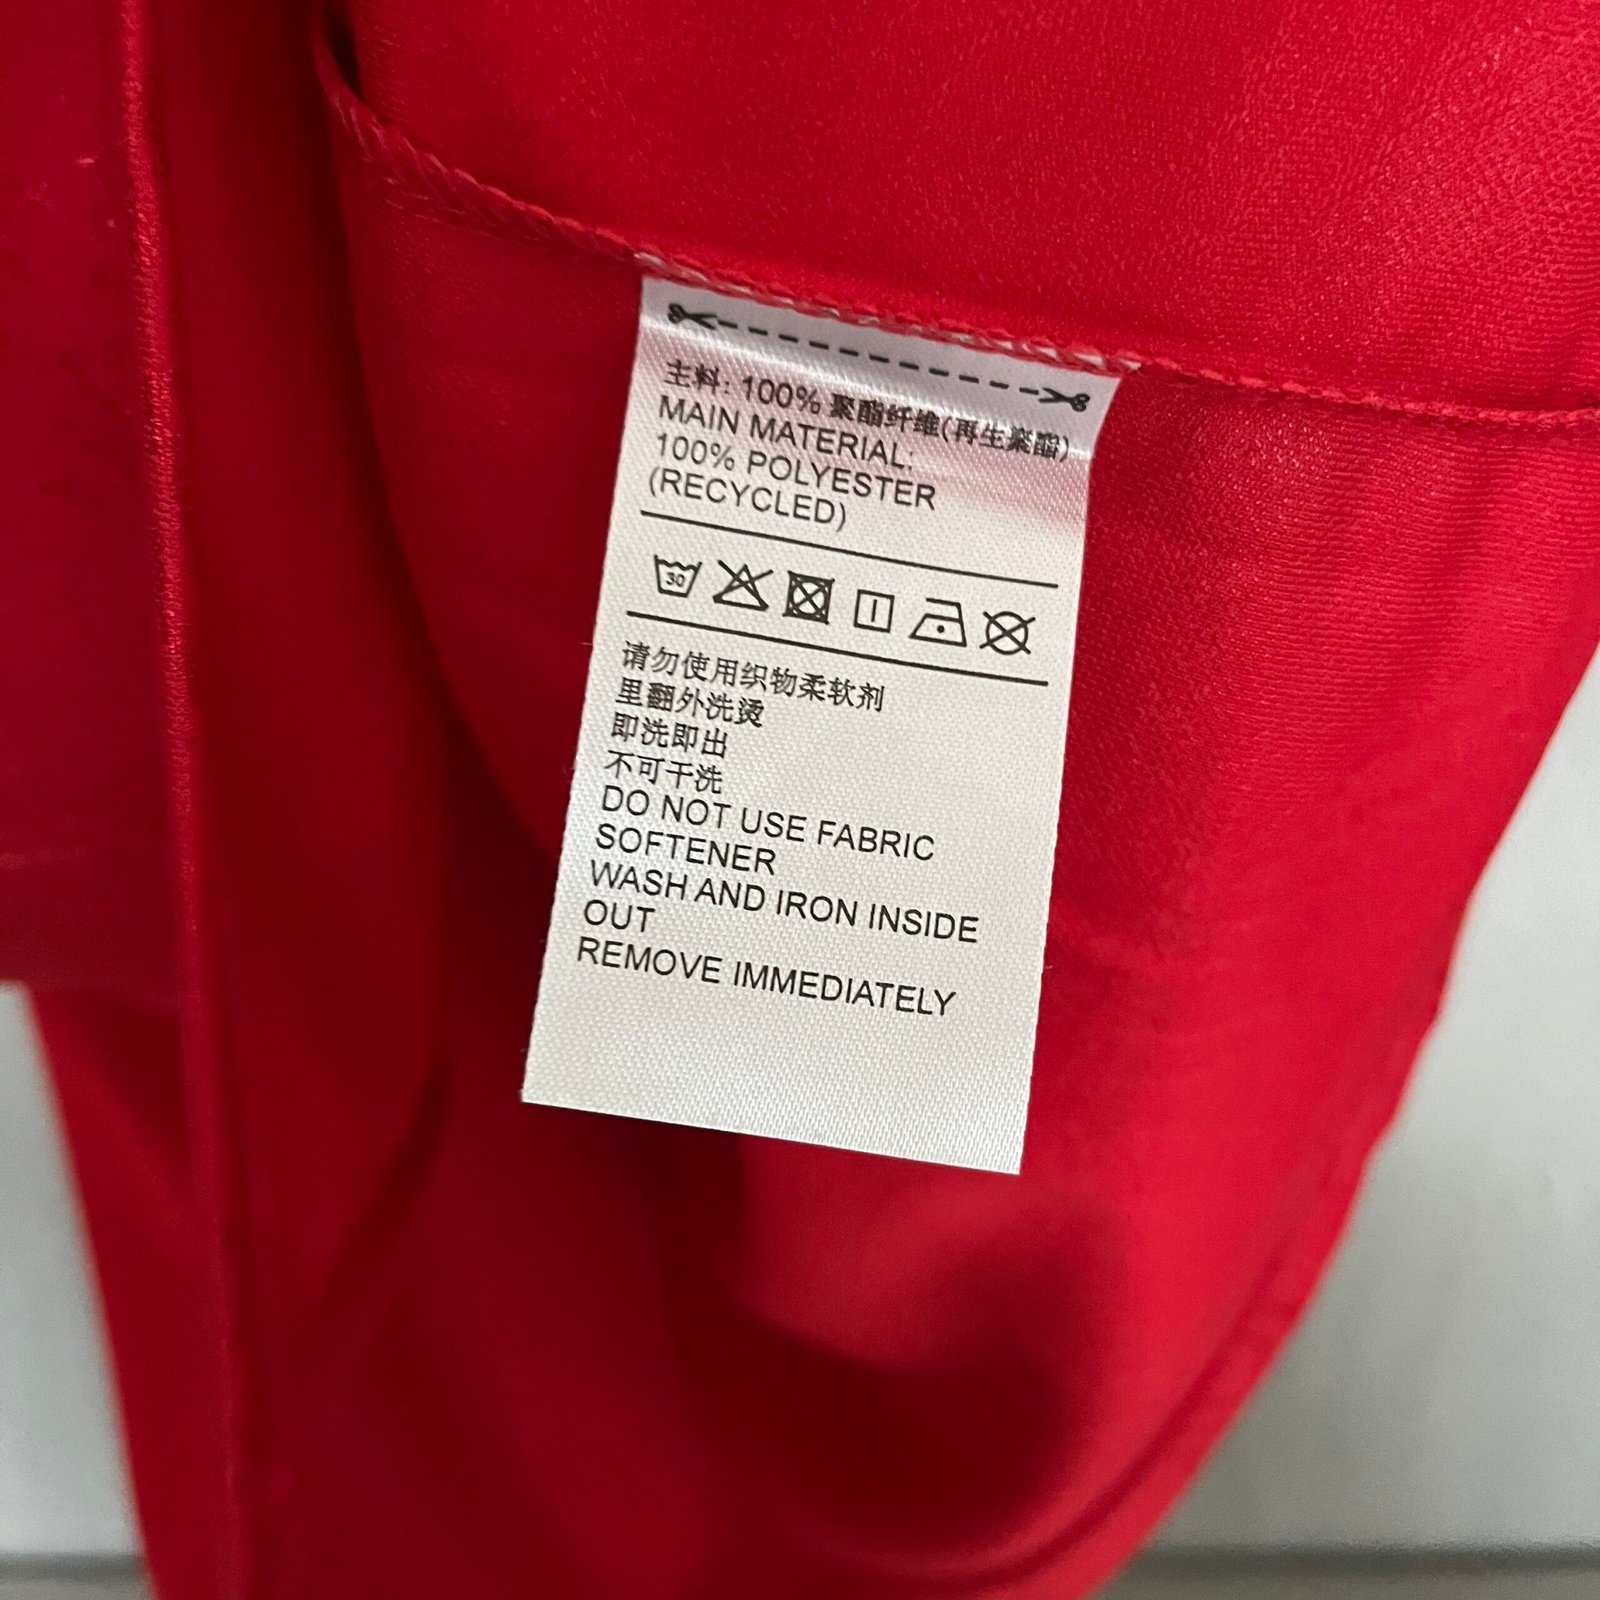 主料: 100% 聚酯纤维(再生聚酯)
MAIN MATERIAL:
100% POLYESTER
(RECYCLED)
30
请勿使用织物柔软剂
里翻外洗烫
即洗即出
不可干洗
DO NOT USE FABRIC
SOFTENER
WASH AND IRON INSIDE
OUT
REMOVE IMMEDIATELY